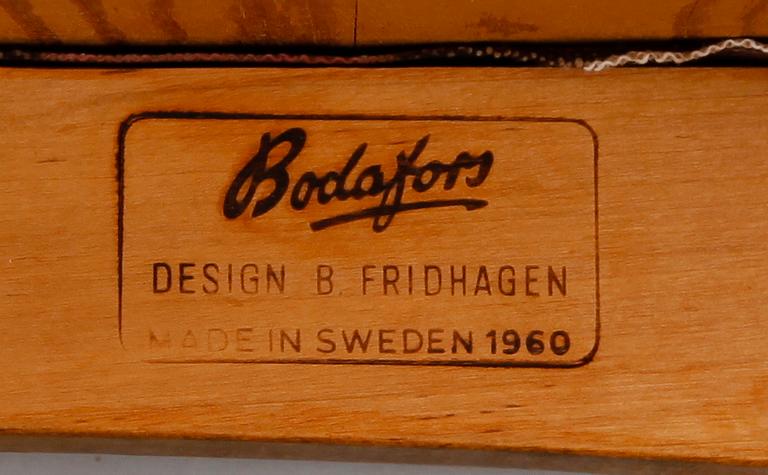 Bodafors
DESIGN B. FRIDHAGEN
MADE IN SWEDEN 1960